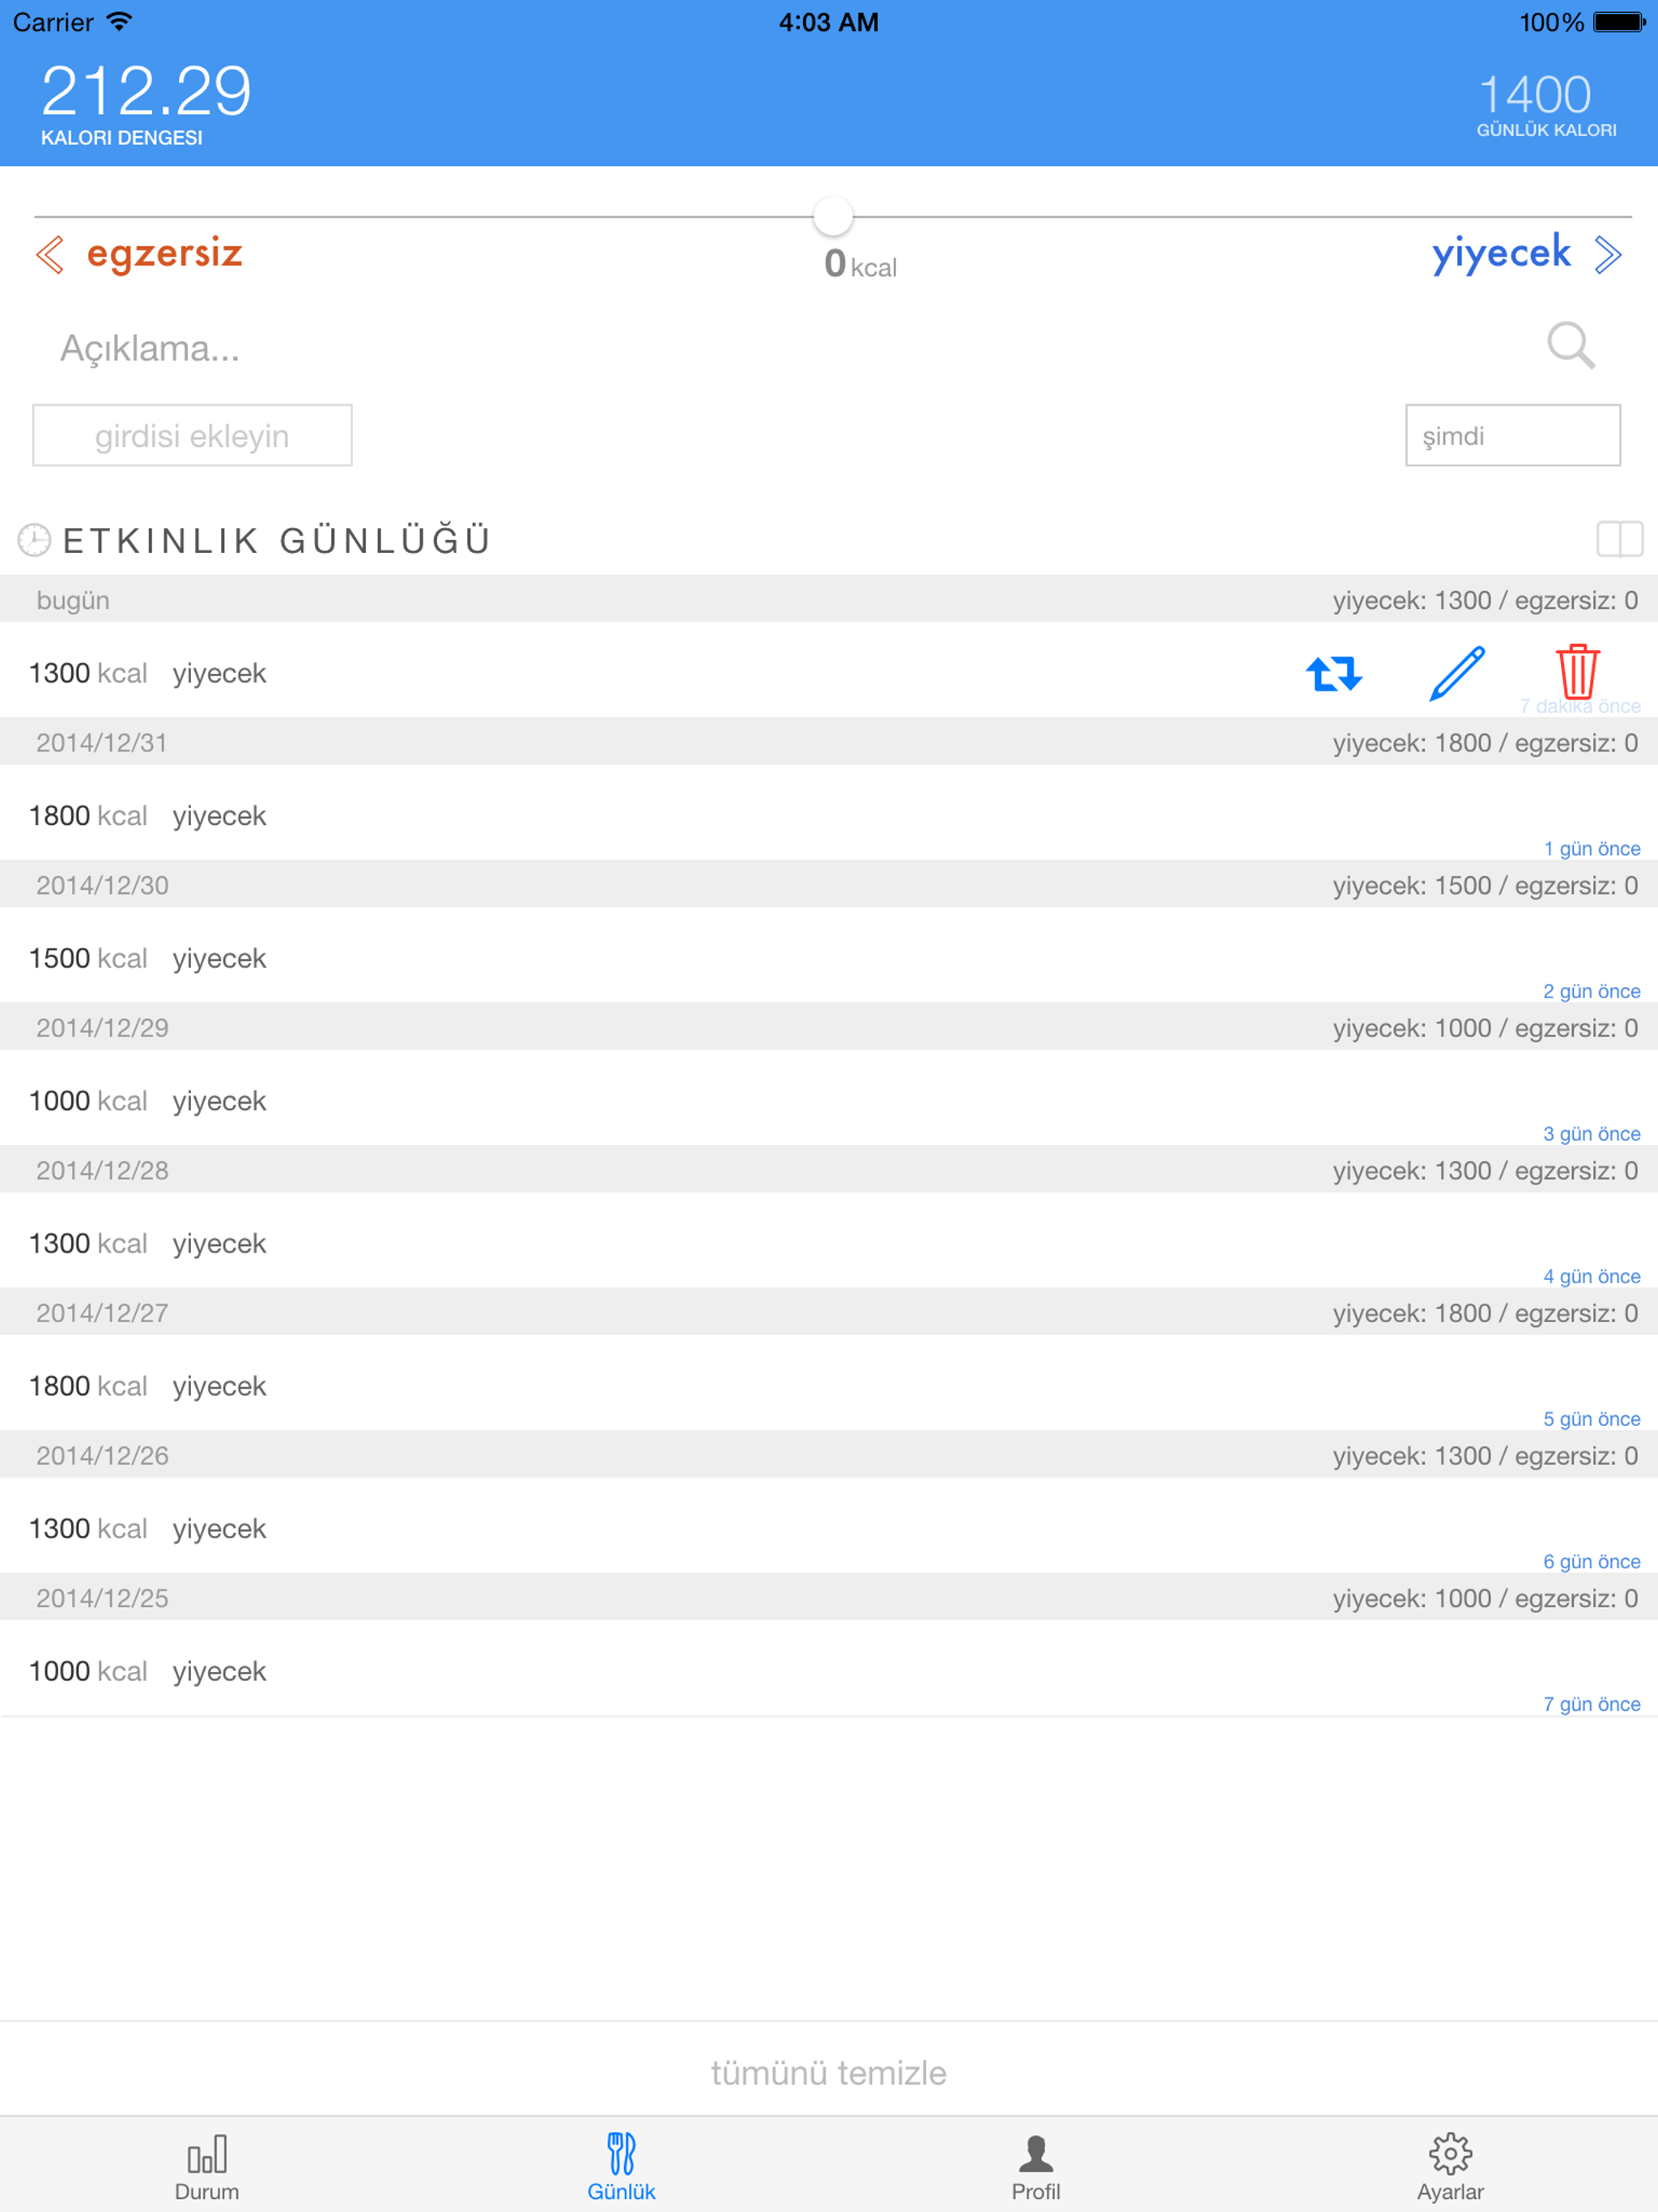 Carrier 4:03 AM 100%
212.29 1400
KALORI DENGESI GÜNLÜK KALORI
egzersiz 0 kcal yiyecek
Açıklama...
girdisi ekleyin şimdi
ETKINLIK GÜNLÜĞÜ
bugün yiyecek: 1300 / egzersiz: 0
1300 kcal yiyecek
7 dakika önce
2014/12/31 yiyecek: 1800 / egzersiz: 0
1800 kcal yiyecek
1 gün önce
2014/12/30 yiyecek: 1500 / egzersiz: 0
1500 kcal yiyecek
2 gün önce
2014/12/29 yiyecek: 1000 / egzersiz: 0
1000 kcal yiyecek
3 gün önce
2014/12/28 yiyecek: 1300 / egzersiz: 0
1300 kcal yiyecek
4 gün önce
2014/12/27 yiyecek: 1800 / egzersiz: 0
1800 kcal yiyecek
5 gün önce
2014/12/26 yiyecek: 1300 / egzersiz: 0
1300 kcal yiyecek
6 gün önce
2014/12/25 yiyecek: 1000 / egzersiz: 0
1000 kcal yiyecek
7 gün önce
tümünü temizle
Durum Günlük Profil Ayarlar